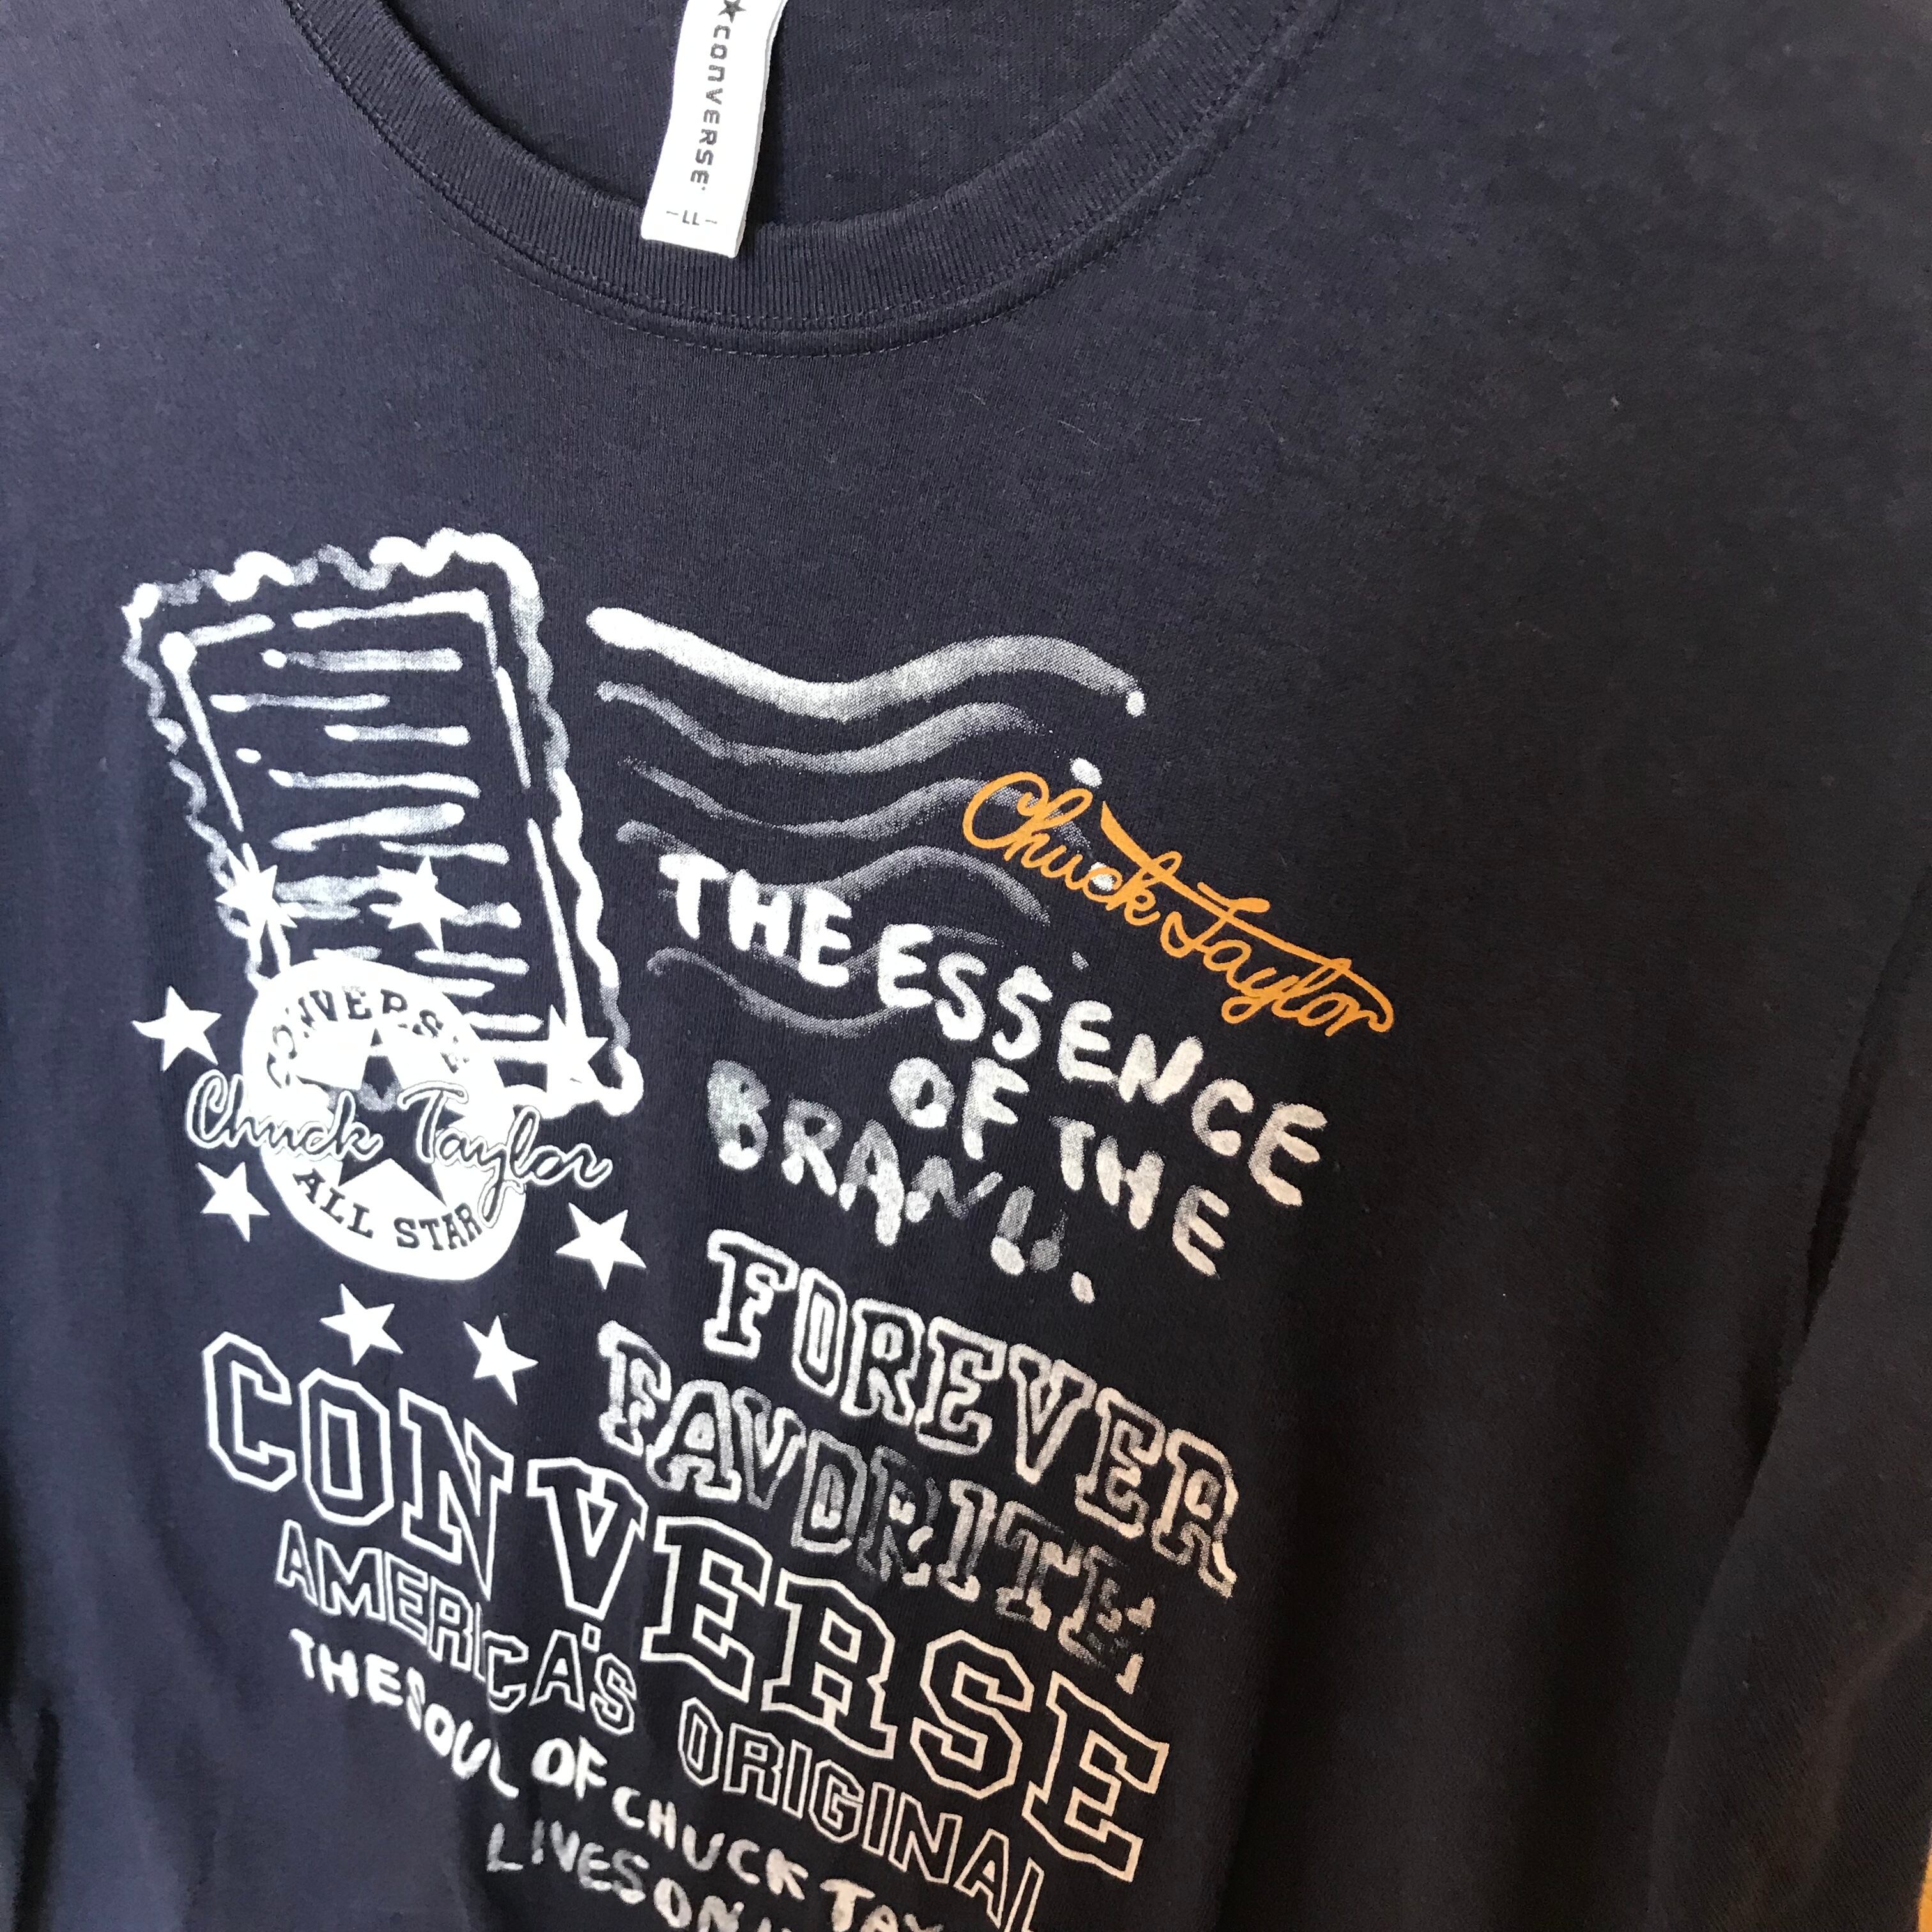 ★CONVERSE
-LL-
Chuck Taylor
THE ESSENCE
OF THE
BRAND.
CONVERSE
Chuck Taylor
ALL STAR
FOREVER
FAVORITE
CONVERSE
AMERICA'S ORIGINAL
THE SOUL OF CHUCK TAY
LIVES ON